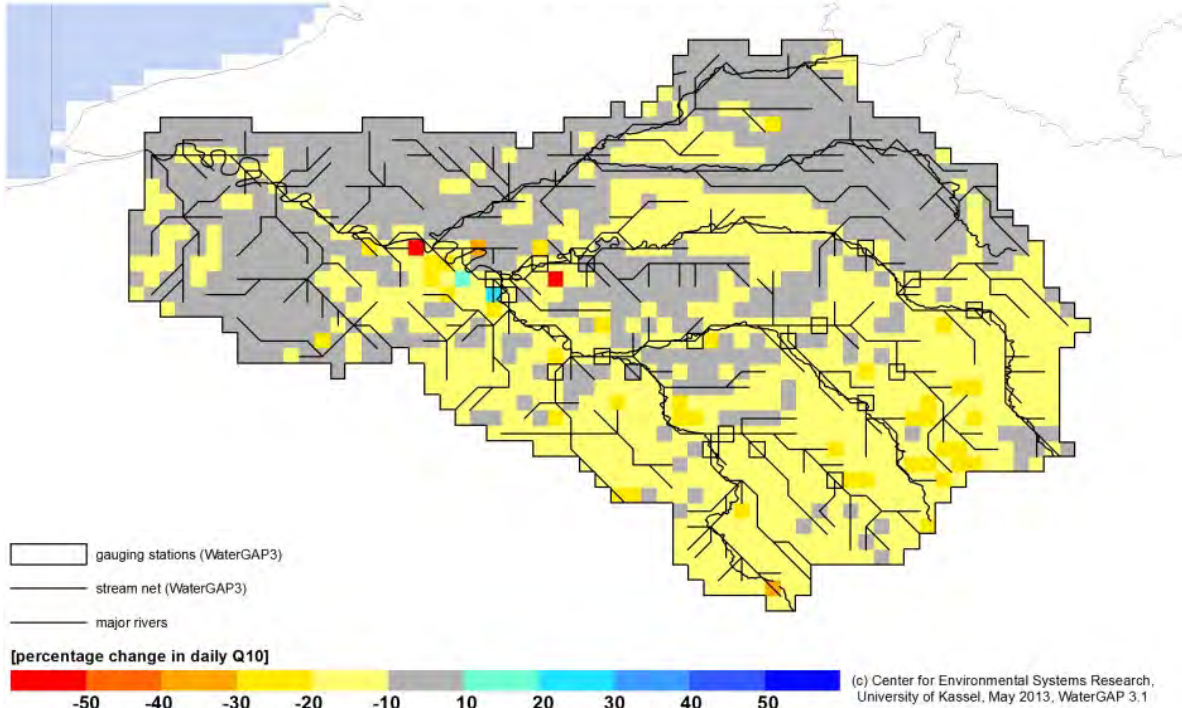 gauging stations (WaterGAP3)
stream net (WaterGAP3)
major rivers
[percentage change in daily Q10]
-50 -40 -30 -20 -10 10 20 30 40 50
(c) Center for Environmental Systems Research,
University of Kassel, May 2013, WaterGAP 3.1